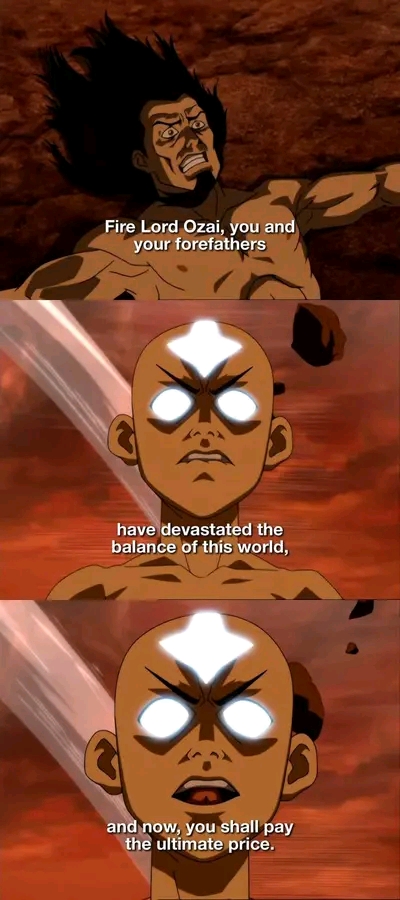 Fire Lord Ozai, you and
your forefathers
have devastated the
balance of this world,
and now, you shall pay
the ultimate price.